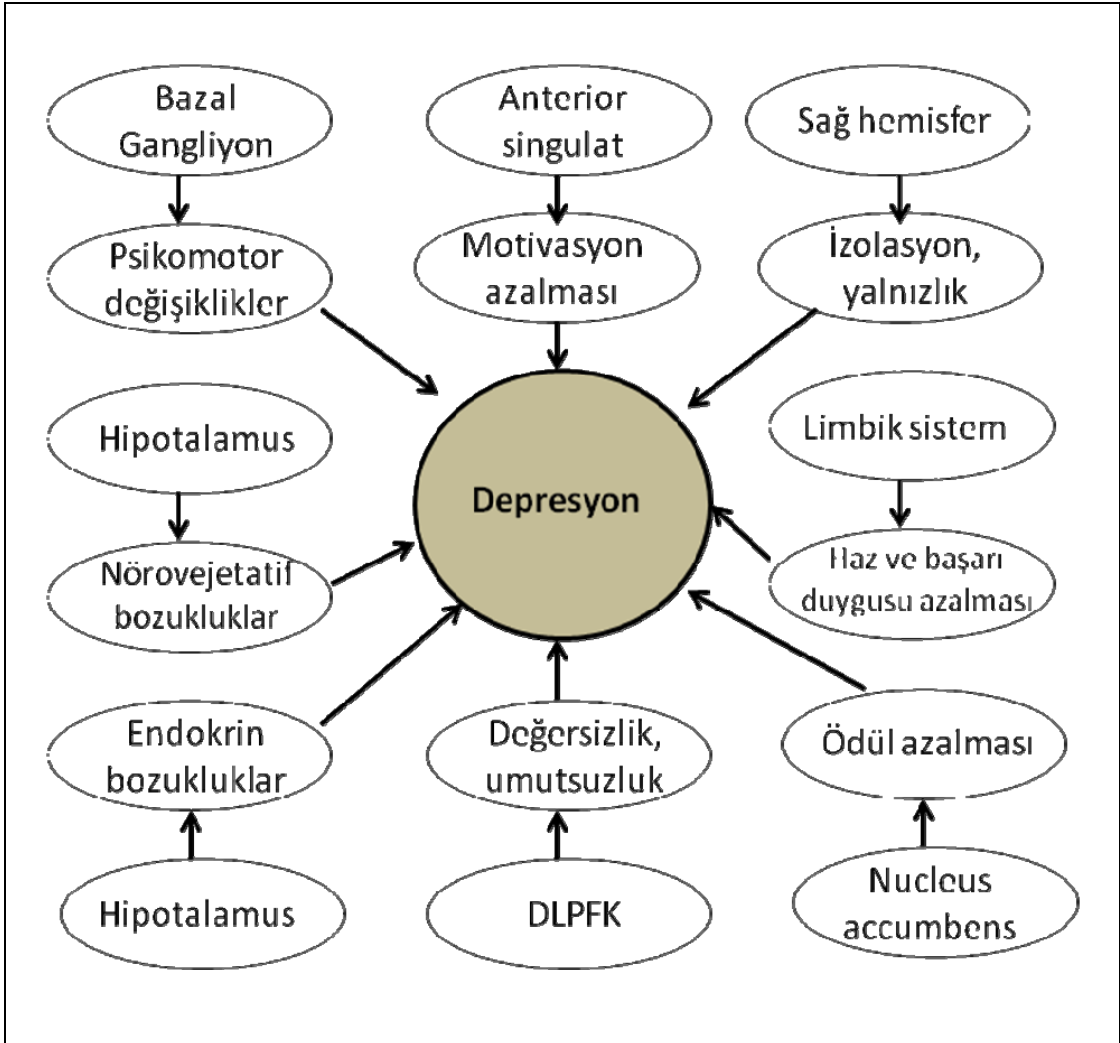 Bazal
Gangliyon
Anterior
singulat
Sağ hemisfer
Psikomotor
değişiklikler
Motivasyon
azalması
İzolasyon,
yalnızlık
Hipotalamus
Limbik sistem
Depresyon
Nörovejetatif
bozukluklar
Haz ve başarı
duygusu azalması
Endokrin
bozukluklar
Değersizlik,
umutsuzluk
Ödül azalması
Hipotalamus
DLPFK
Nucleus
accumbens